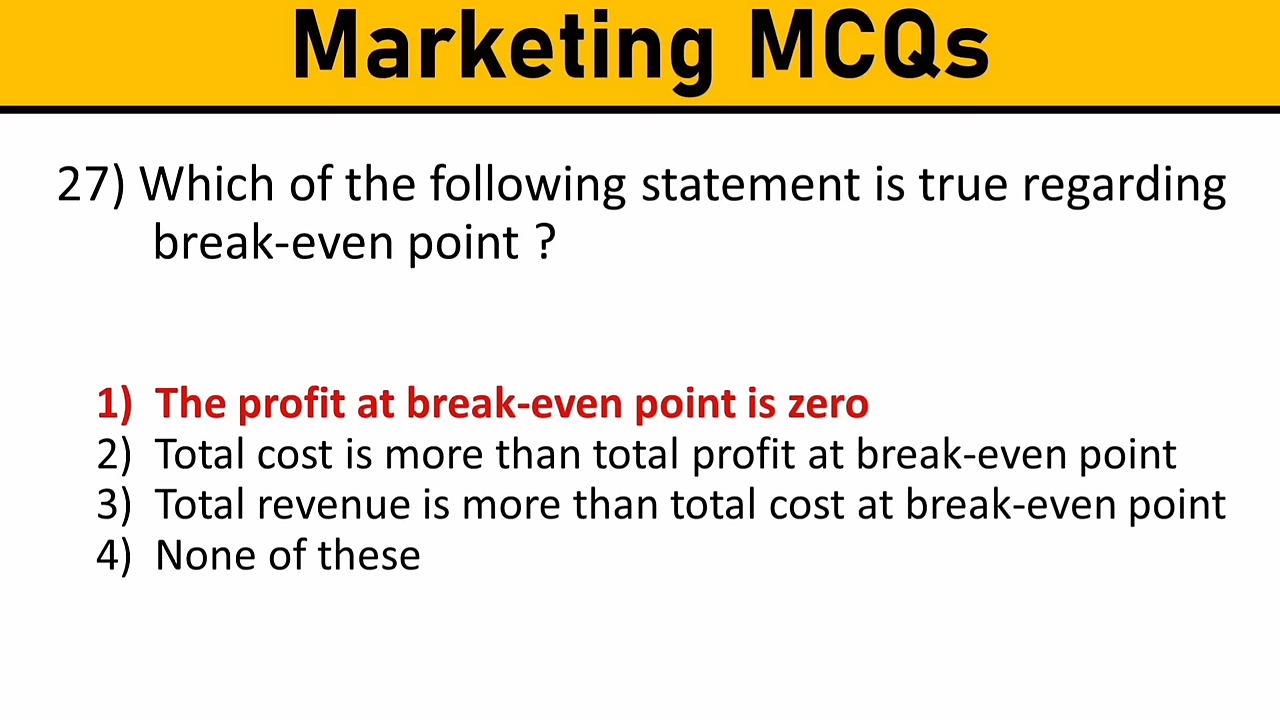 Marketing MCQs
27) Which of the following statement is true regarding
break-even point ?
1) The profit at break-even point is zero
2) Total cost is more than total profit at break-even point
3) Total revenue is more than total cost at break-even point
4) None of these